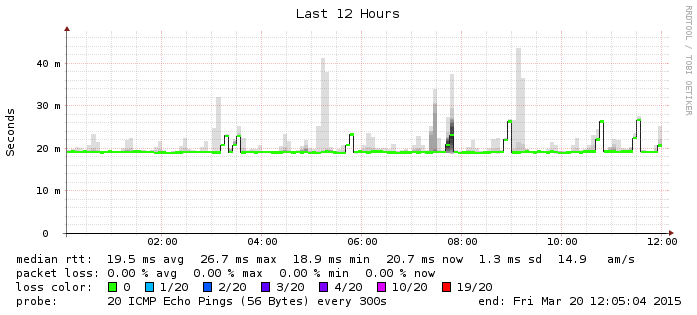 Last 12 Hours
RRDTOOL / TOBI OETIKER
Seconds
40 m
30 m
20 m
10 m
0
02:00 04:00 06:00 08:00 10:00 12:00
median rtt: 19.5 ms avg 26.7 ms max 18.9 ms min 20.7 ms now 1.3 ms sd 14.9 am/s
packet loss: 0.00 % avg 0.00 % max 0.00 % min 0.00 % now
loss color: 0 1/20 2/20 3/20 4/20 10/20 19/20
probe: 20 ICMP Echo Pings (56 Bytes) every 300s end: Fri Mar 20 12:05:04 2015